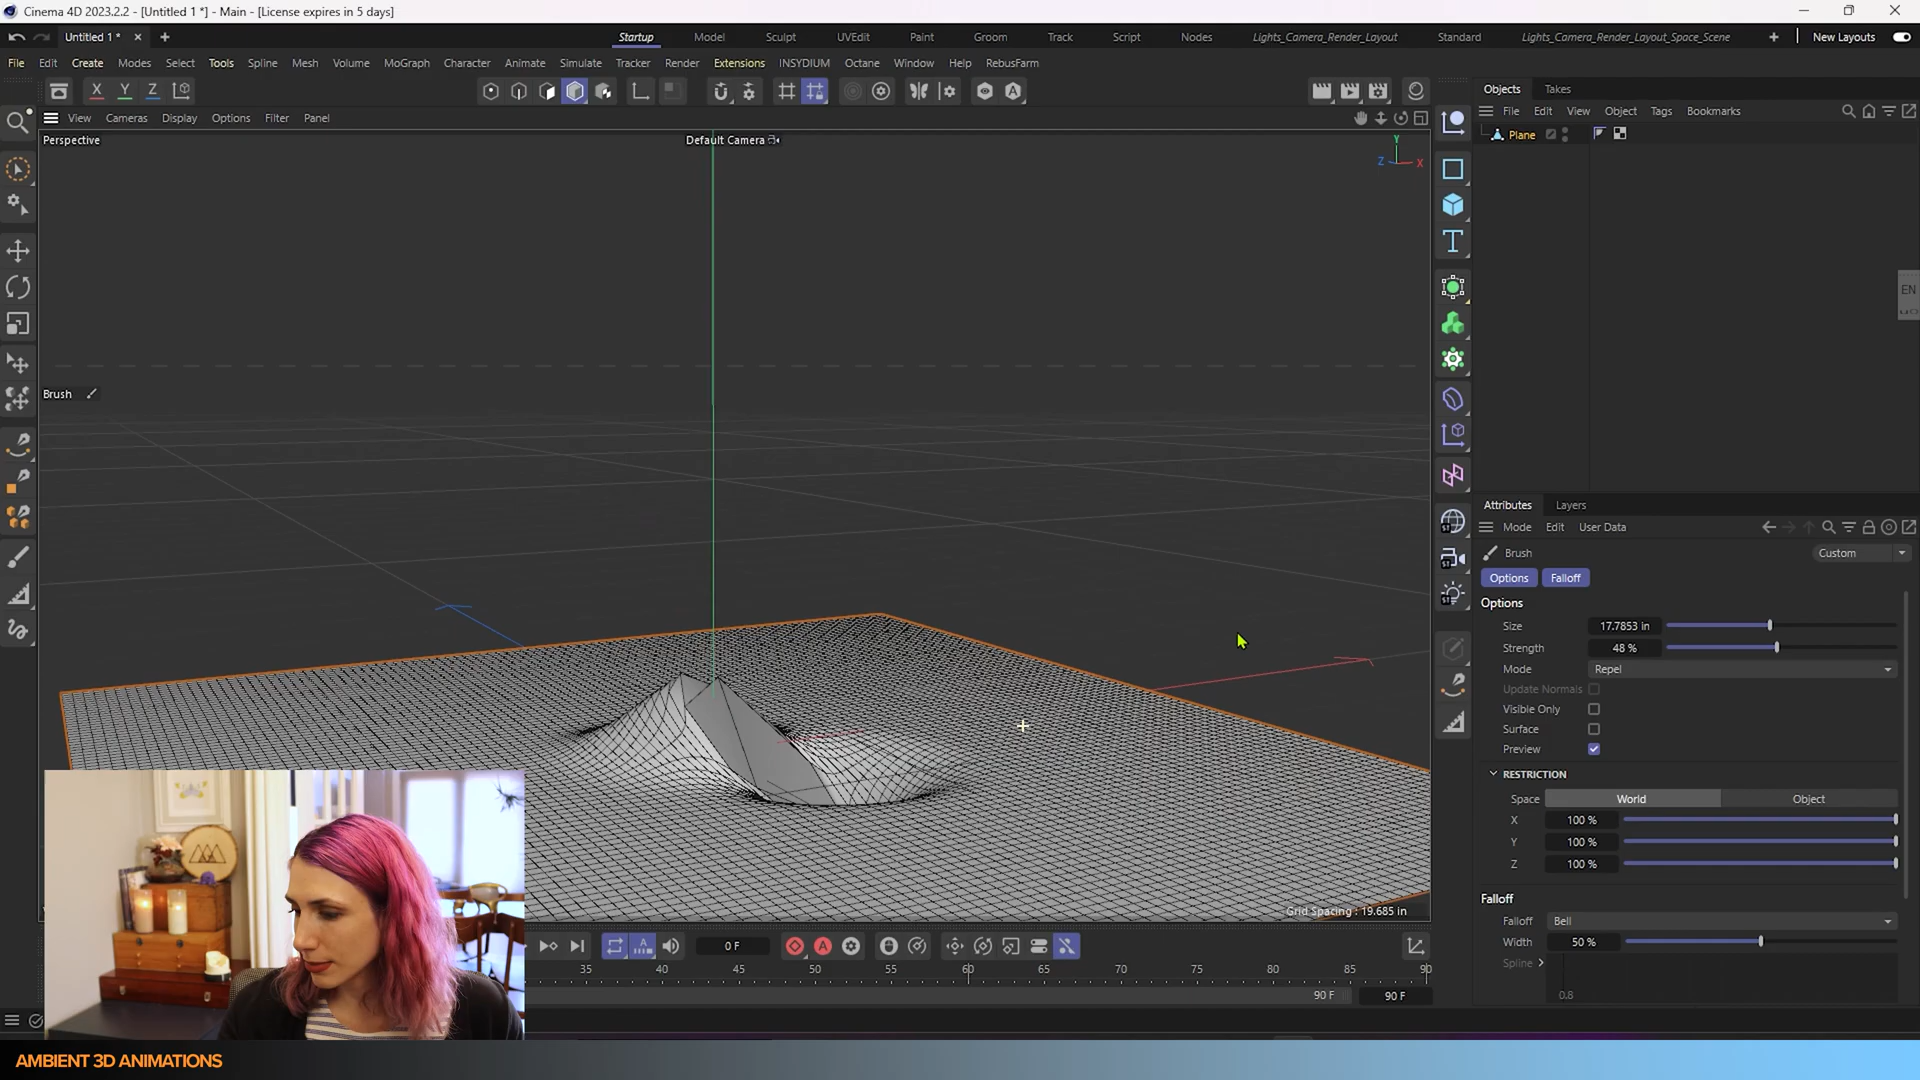 Cinema 4D 2023.2.2 - [Untitled 1 *] - Main - [License expires in 5 days]
Untitled 1 * Startup Model Sculpt UVEdit Paint Groom Track Script Nodes Lights_Camera_Render_Layout Standard Lights_Camera_Render_Layout_Space_Scene New Layouts
File Edit Create Modes Select Tools Spline Mesh Volume MoGraph Character Animate Simulate Tracker Render Extensions INSYDIUM Octane Window Help RebusFarm
X Y Z
Objects Takes
View Cameras Display Options Filter Panel
File Edit View Object Tags Bookmarks
Perspective
Default Camera
Y
Z X
Plane
EN
Brush
Attributes Layers
Mode Edit User Data
Brush Custom
Options Falloff
Options
Size 17.7853 in
Strength 48 %
Mode Repel
Update Normals
Visible Only
Surface
Preview
RESTRICTION
Space World Object
X 100 %
Y 100 %
Z 100 %
Falloff
Falloff Bell
Width 50 %
Spline
0.8
Grid Spacing : 19.685 in
0 F
35 40 45 50 55 60 65 70 75 80 85 90
90 F 90 F
AMBIENT 3D ANIMATIONS